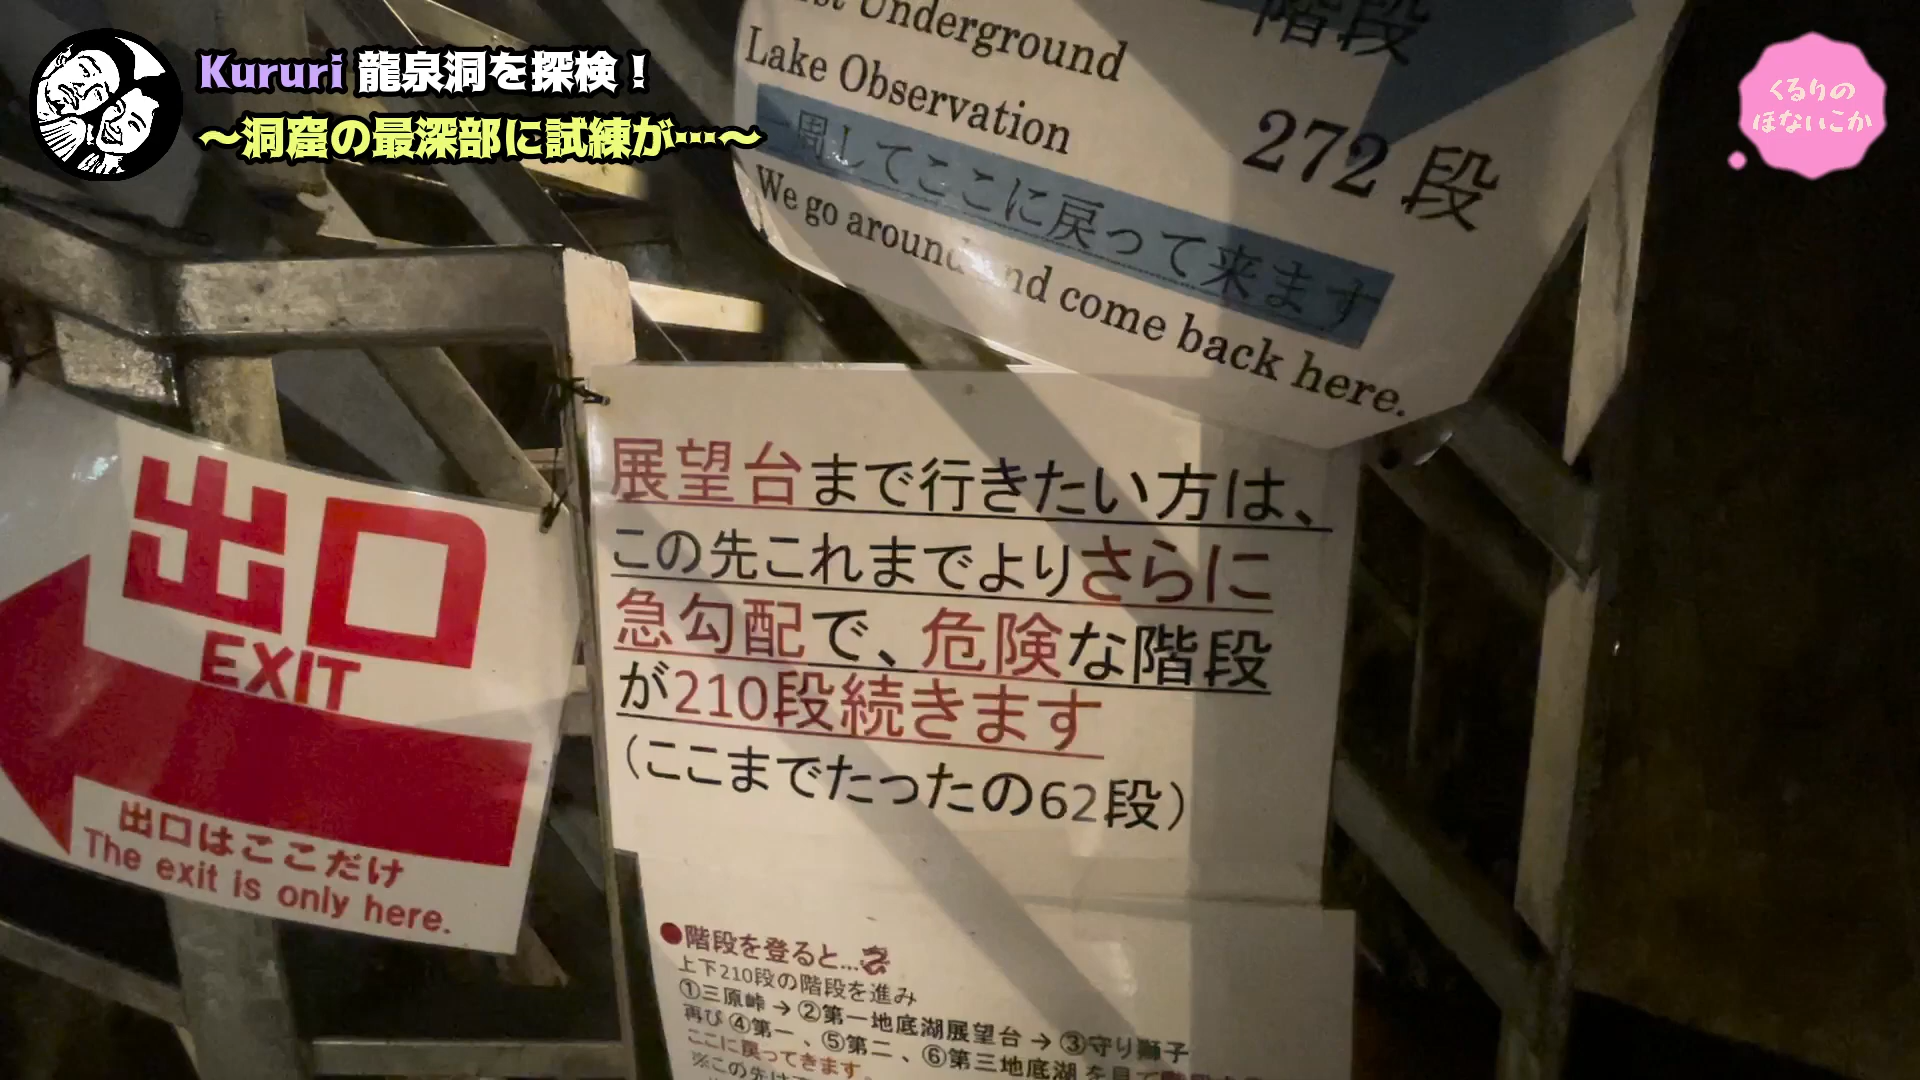 Kururi 龍泉洞を探検！
～洞窟の最深部に試練が…～
くるりの
ほないこか
Underground
Lake Observation
階段
272 段
一周してここに戻って来ます
We go around and come back here.
出口
EXIT
出口はここだけ
The exit is only here.
展望台まで行きたい方は、
この先これまでよりさらに
急勾配で、危険な階段
が210段続きます
（ここまでたったの62段）
●階段を登ると…
上下210段の階段を進み
①三原峠→②第一地底湖展望台→③守り獅子
再び④第一、⑤第二、⑥第三地底湖を見て
ここに戻ってきます。
※この先は